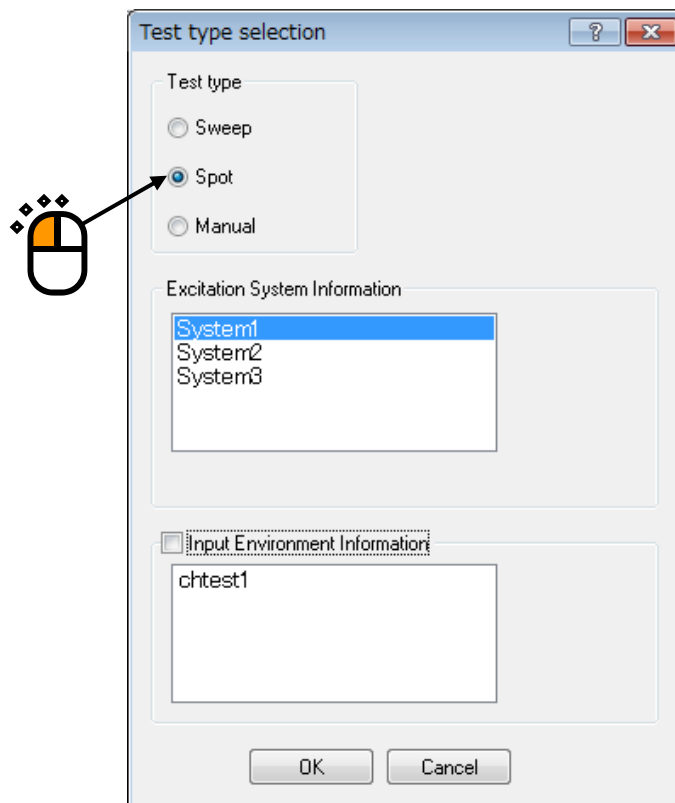 Test type selection
Test type
Sweep
Spot
Manual
Excitation System Information
System1
System2
System3
Input Environment Information
chtest1
OK
Cancel